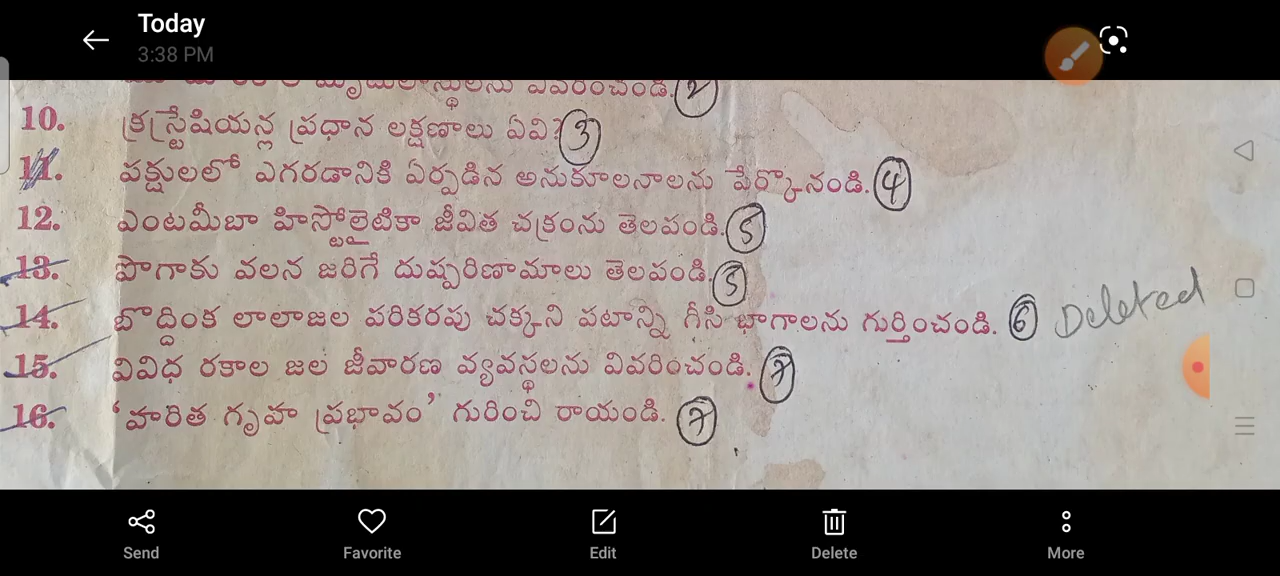 Today
3:38 PM
వివరించండి. 2
10. క్రస్టేషియన్ల ప్రధాన లక్షణాలు ఏవి? 3
11. పక్షులలో ఎగరడానికి ఏర్పడిన అనుకూలనాలను పేర్కొనండి. 4
12. ఎంటమీబా హిస్టోలైటికా జీవిత చక్రంను తెలపండి. 5
13. పొగాకు వలన జరిగే దుష్పరిణామాలు తెలపండి. 5
14. బొద్దింక లాలాజల పరికరపు చక్కని పటాన్ని గీసి భాగాలను గుర్తించండి. 6 Deleted
15. వివిధ రకాల జల జీవావరణ వ్యవస్థలను వివరించండి. 7
16. 'హరిత గృహ ప్రభావం' గురించి రాయండి. 7
Send Favorite Edit Delete More